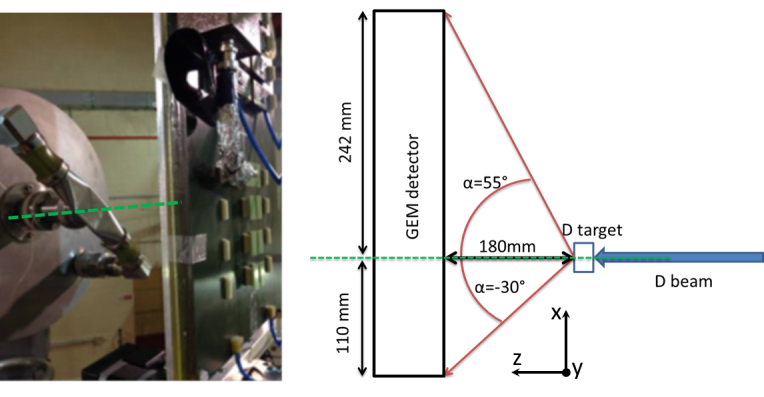 242 mm
GEM detector
α=55°
D target
180mm
D beam
α=-30°
110 mm
x
z
y